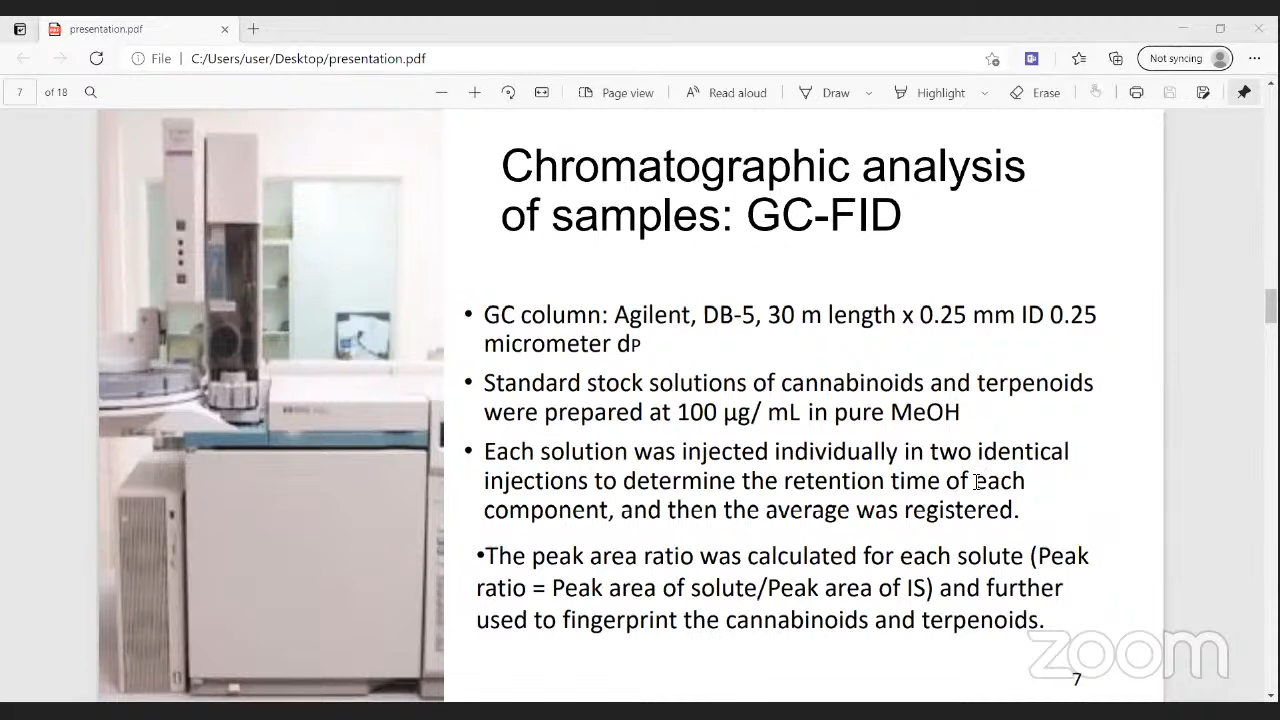 presentation.pdf
File
C:/Users/user/Desktop/presentation.pdf
Not syncing
7 of 18
Page view
Read aloud
Draw
Highlight
Erase
Chromatographic analysis
of samples: GC-FID
• GC column: Agilent, DB-5, 30 m length x 0.25 mm ID 0.25
micrometer dP
• Standard stock solutions of cannabinoids and terpenoids
were prepared at 100 µg/ mL in pure MeOH
• Each solution was injected individually in two identical
injections to determine the retention time of each
component, and then the average was registered.
•The peak area ratio was calculated for each solute (Peak
ratio = Peak area of solute/Peak area of IS) and further
used to fingerprint the cannabinoids and terpenoids.
zoom
7